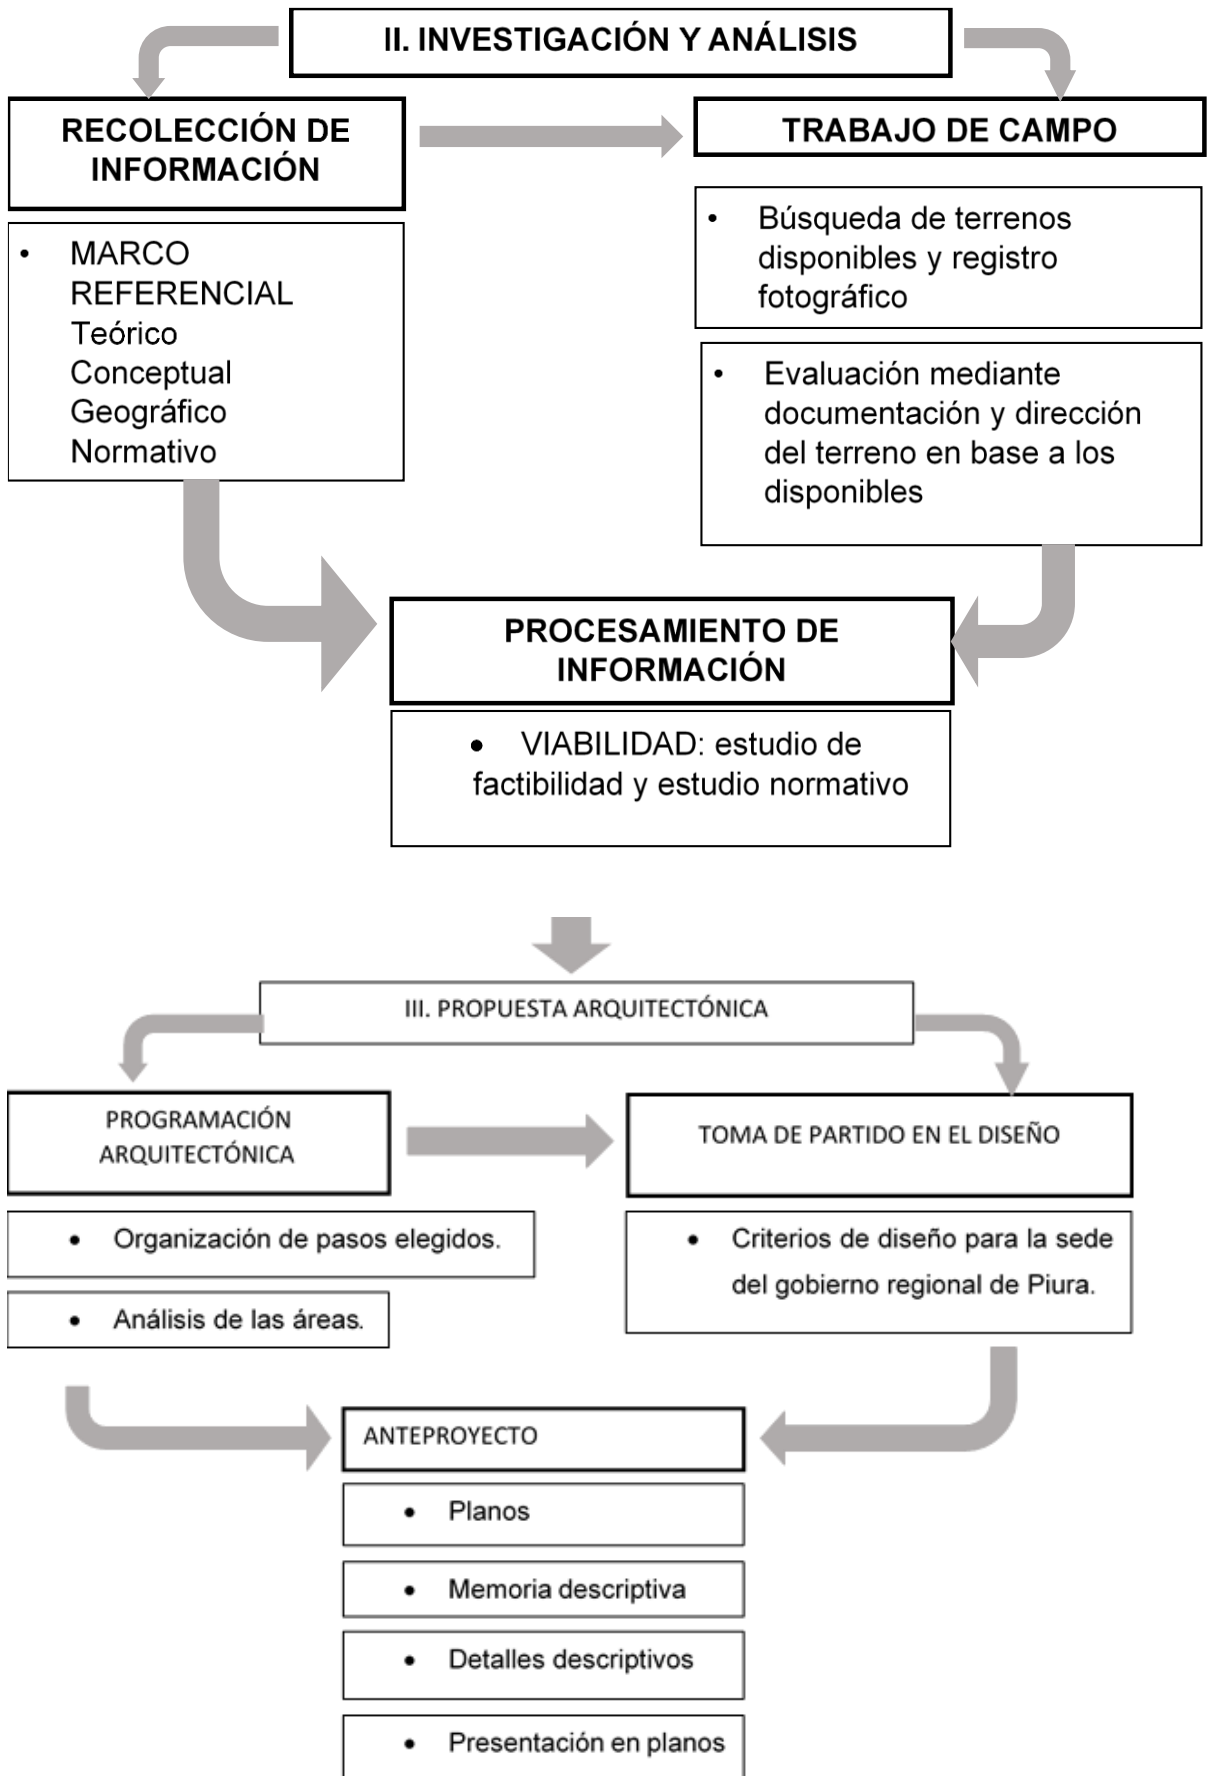 II. INVESTIGACIÓN Y ANÁLISIS
RECOLECCIÓN DE
INFORMACIÓN
TRABAJO DE CAMPO
• MARCO
REFERENCIAL
Teórico
Conceptual
Geográfico
Normativo
• Búsqueda de terrenos
disponibles y registro
fotográfico
• Evaluación mediante
documentación y dirección
del terreno en base a los
disponibles
PROCESAMIENTO DE
INFORMACIÓN
• VIABILIDAD: estudio de
factibilidad y estudio normativo
III. PROPUESTA ARQUITECTÓNICA
PROGRAMACIÓN
ARQUITECTÓNICA
TOMA DE PARTIDO EN EL DISEÑO
• Organización de pasos elegidos.
• Análisis de las áreas.
• Criterios de diseño para la sede
del gobierno regional de Piura.
ANTEPROYECTO
• Planos
• Memoria descriptiva
• Detalles descriptivos
• Presentación en planos